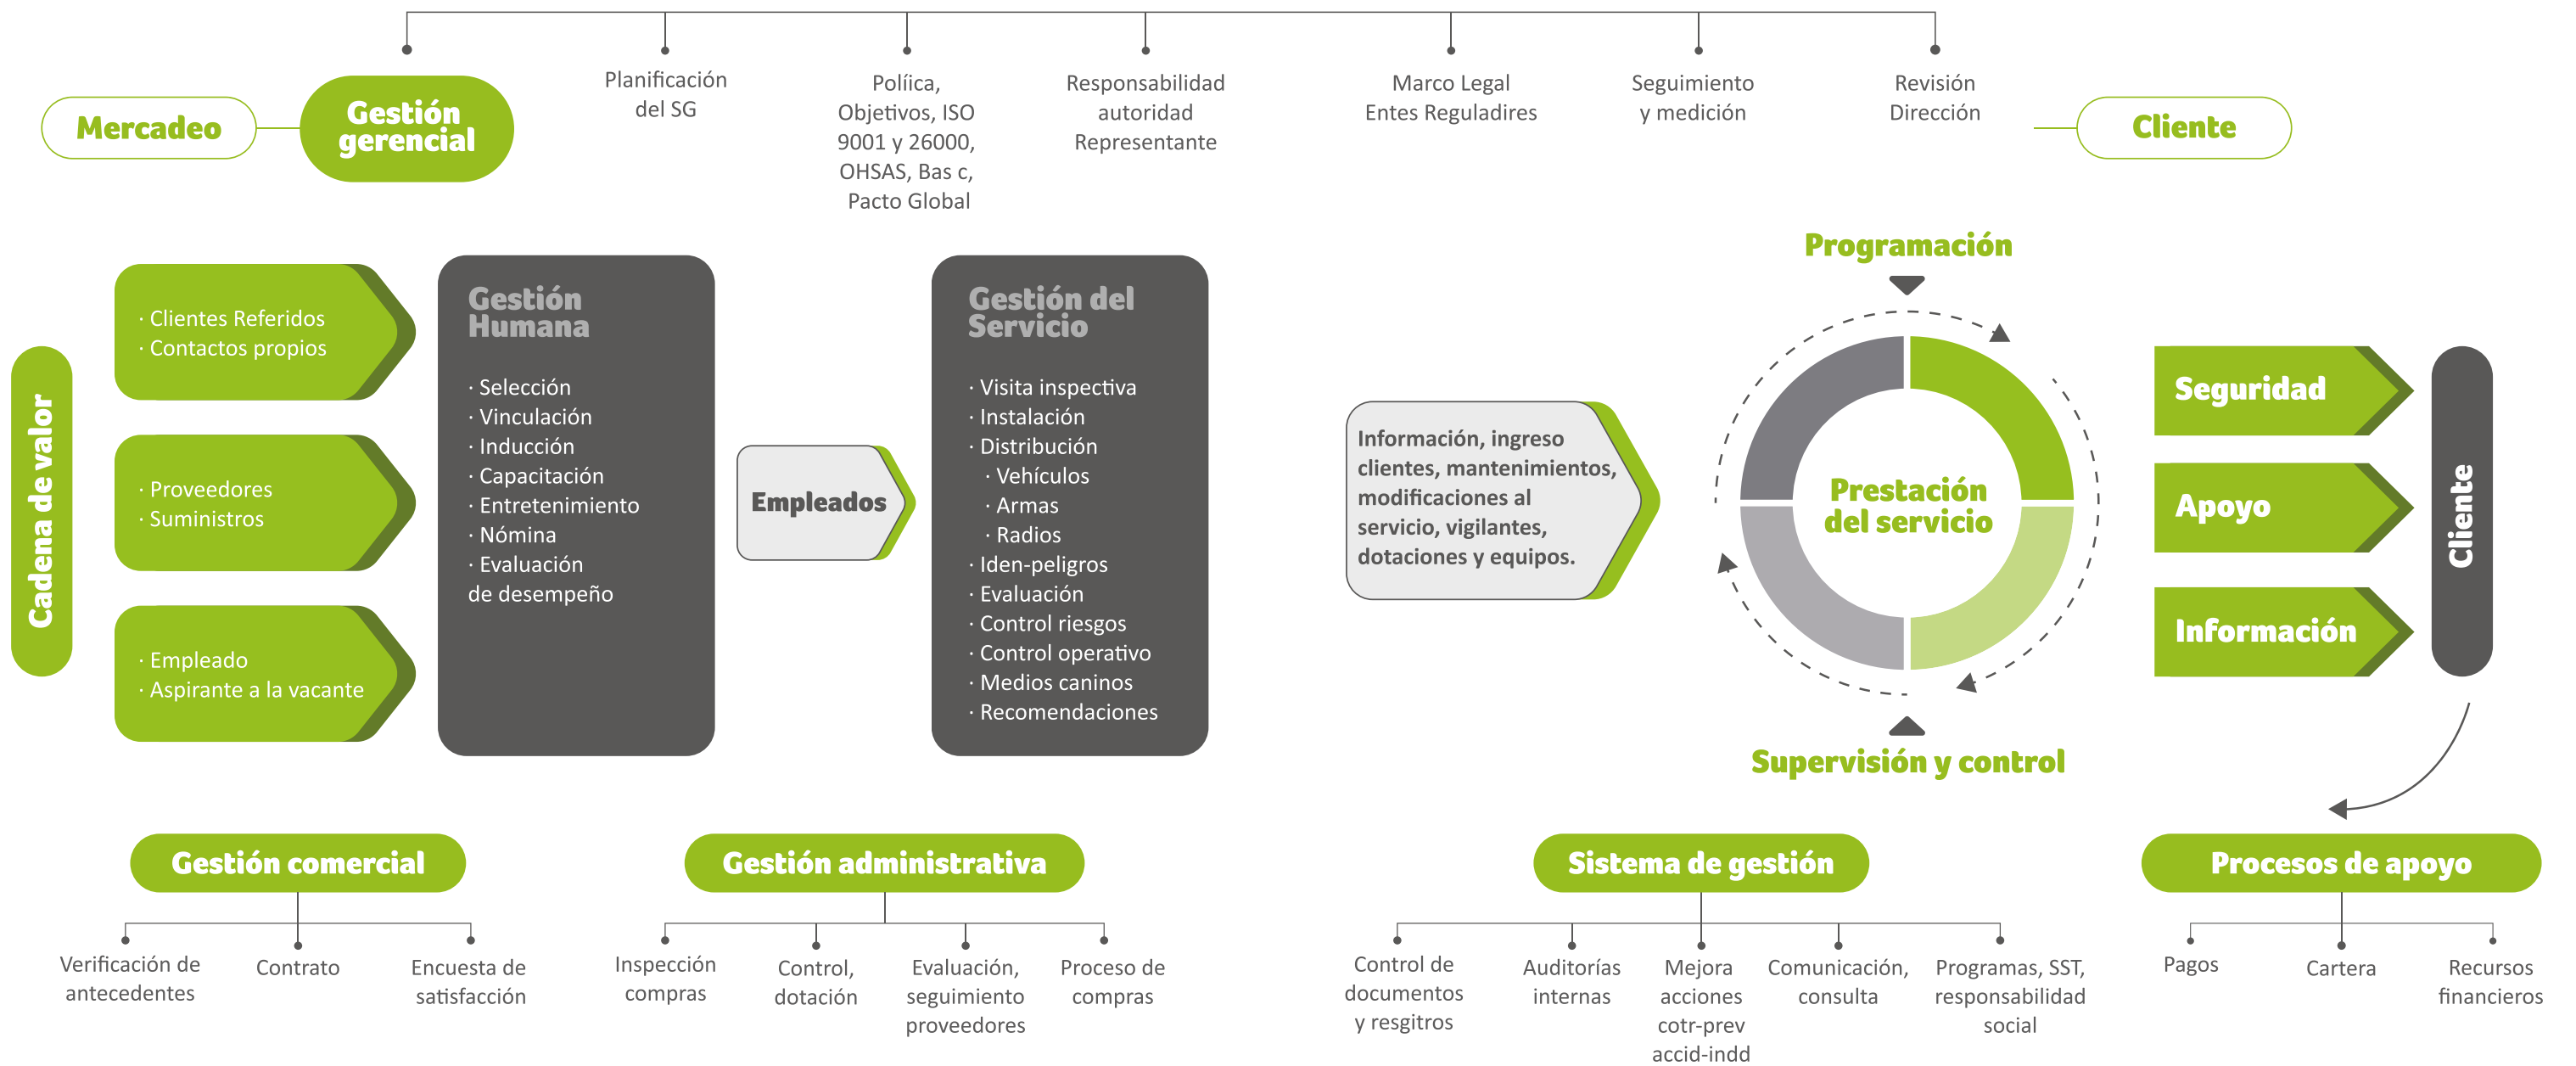 Mercadeo
Gestión
gerencial
Planificación
del SG
Políica,
Objetivos, ISO
9001 y 26000,
OHSAS, Bas c,
Pacto Global
Responsabilidad
autoridad
Representante
Marco Legal
Entes Reguladires
Seguimiento
y medición
Revisión
Dirección
Cliente
Cadena de valor
· Clientes Referidos
· Contactos propios
· Proveedores
· Suministros
· Empleado
· Aspirante a la vacante
Gestión
Humana
· Selección
· Vinculación
· Inducción
· Capacitación
· Entretenimiento
· Nómina
· Evaluación
de desempeño
Empleados
Gestión del
Servicio
· Visita inspectiva
· Instalación
· Distribución
· Vehículos
· Armas
· Radios
· Iden-peligros
· Evaluación
· Control riesgos
· Control operativo
· Medios caninos
· Recomendaciones
Información, ingreso
clientes, mantenimientos,
modificaciones al
servicio, vigilantes,
dotaciones y equipos.
Programación
Prestación
del servicio
Supervisión y control
Seguridad
Apoyo
Información
Cliente
Gestión comercial
Verificación de
antecedentes
Contrato
Encuesta de
satisfacción
Gestión administrativa
Inspección
compras
Control,
dotación
Evaluación,
seguimiento
proveedores
Proceso de
compras
Sistema de gestión
Control de
documentos
y resgitros
Auditorías
internas
Mejora
acciones
cotr-prev
accid-indd
Comunicación,
consulta
Programas, SST,
responsabilidad
social
Procesos de apoyo
Pagos
Cartera
Recursos
financieros